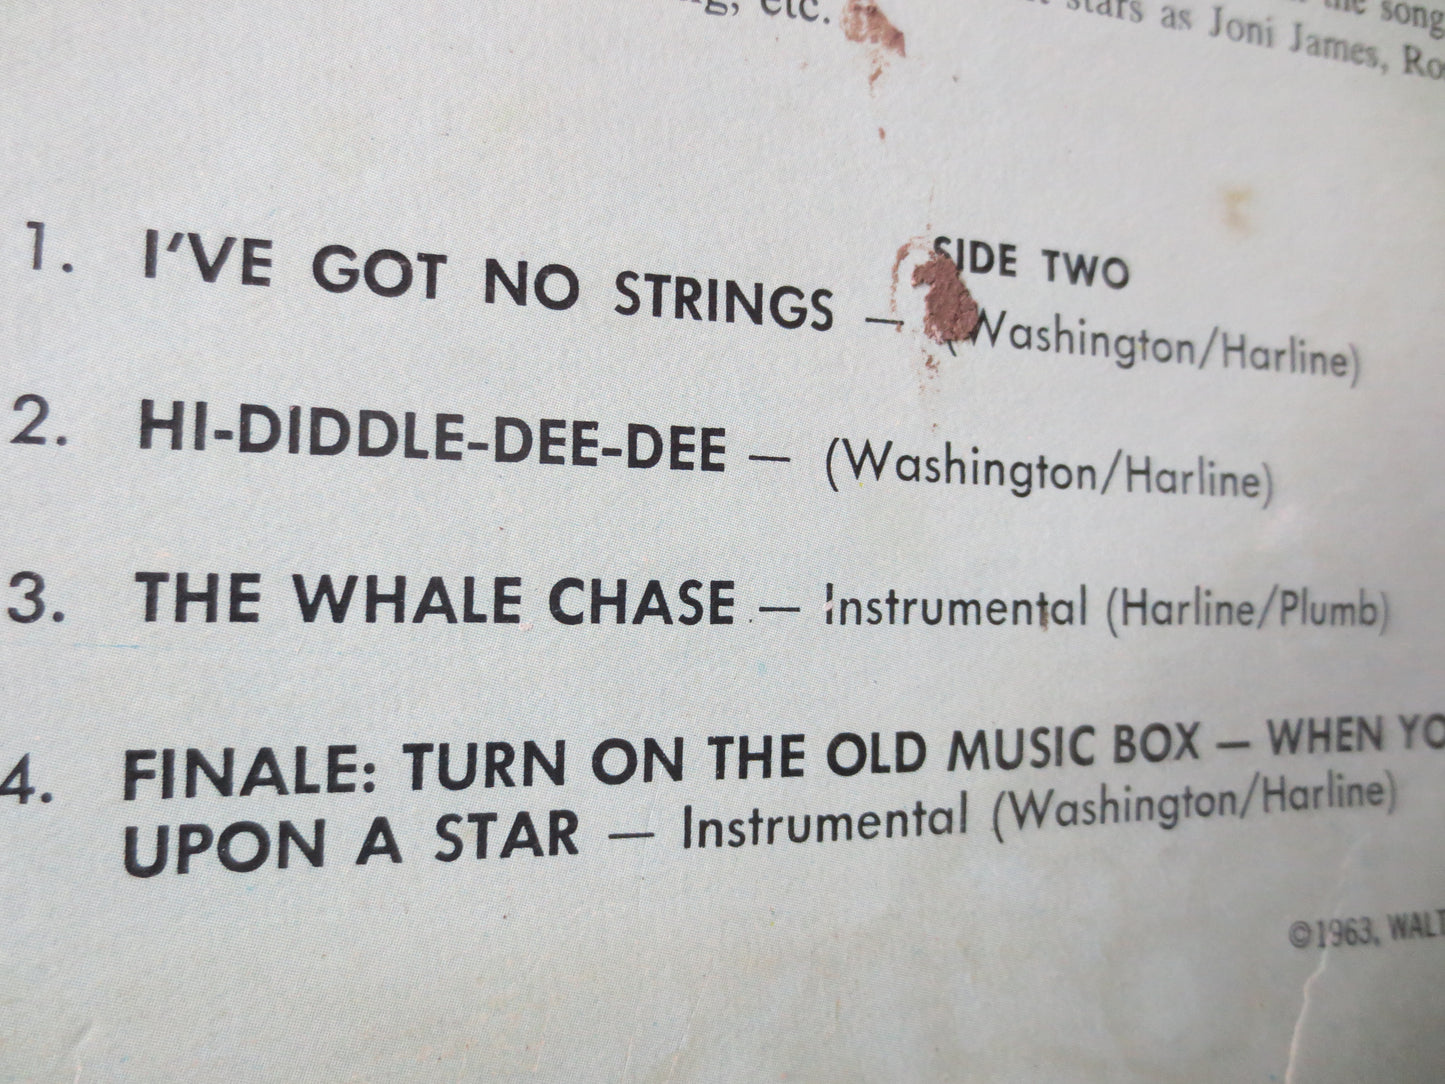 etc.
the song
stars as Joni James,
SIDE TWO
1. I'VE GOT NO STRINGS — (Washington/Harline)
2. HI-DIDDLE-DEE-DEE — (Washington/Harline)
3. THE WHALE CHASE — Instrumental (Harline/Plumb)
4. FINALE: TURN ON THE OLD MUSIC BOX — WHEN YO
UPON A STAR — Instrumental (Washington/Harline)
©1963, WALT